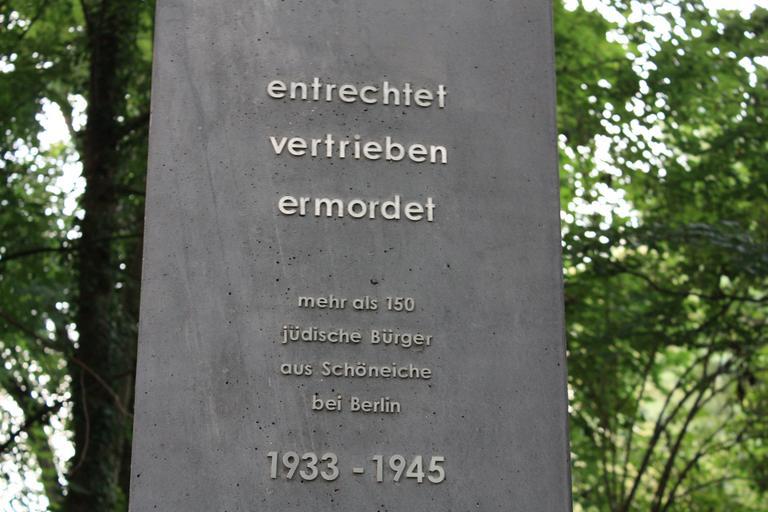 entrechtet
vertrieben
ermordet
mehr als 150
jüdische Bürger
aus Schöneiche
bei Berlin
1933 - 1945